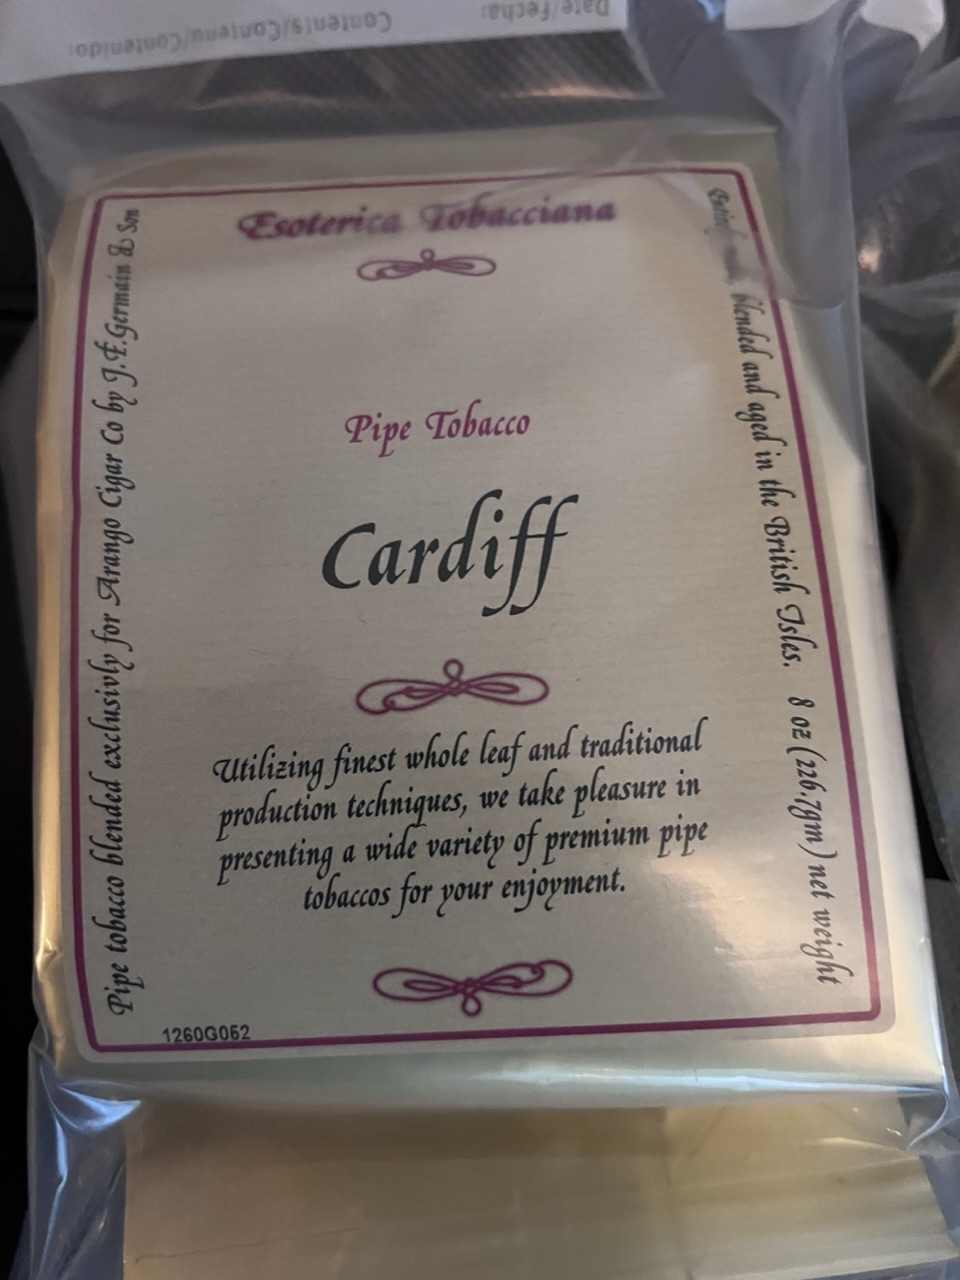 Date/Fecha:
Contents/Contenu/Contenido:
Esoterica Tobacciana
Pipe Tobacco
Cardiff
Utilizing finest whole leaf and traditional
production techniques, we take pleasure in
presenting a wide variety of premium pipe
tobaccos for your enjoyment.
1260G052
Pipe tobacco blended exclusivly for Arango Cigar Co by J.F.Germain & Son
blended and aged in the British Isles. 8 oz (226.7gm) net weight